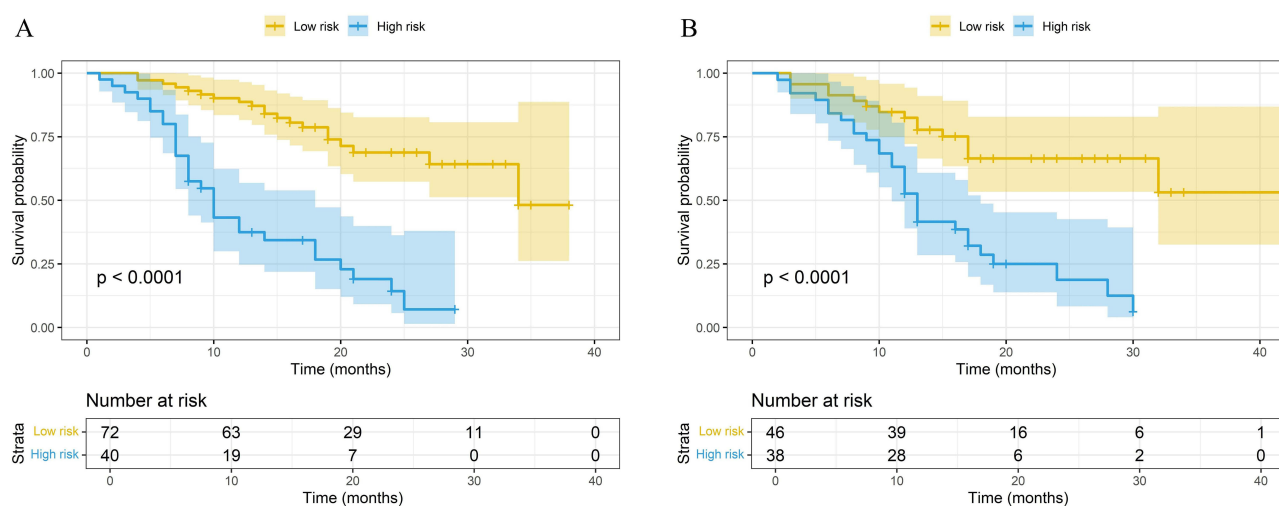 A
Low risk High risk
Survival probability
1.00
0.75
0.50
0.25
0.00
p < 0.0001
0 10 20 30 40
Time (months)
Number at risk
Strata
Low risk 72 63 29 11 0
High risk 40 19 7 0 0
0 10 20 30 40
Time (months)
B
Low risk High risk
Survival probability
1.00
0.75
0.50
0.25
0.00
p < 0.0001
0 10 20 30 40
Time (months)
Number at risk
Strata
Low risk 46 39 16 6 1
High risk 38 28 6 2 0
0 10 20 30 40
Time (months)